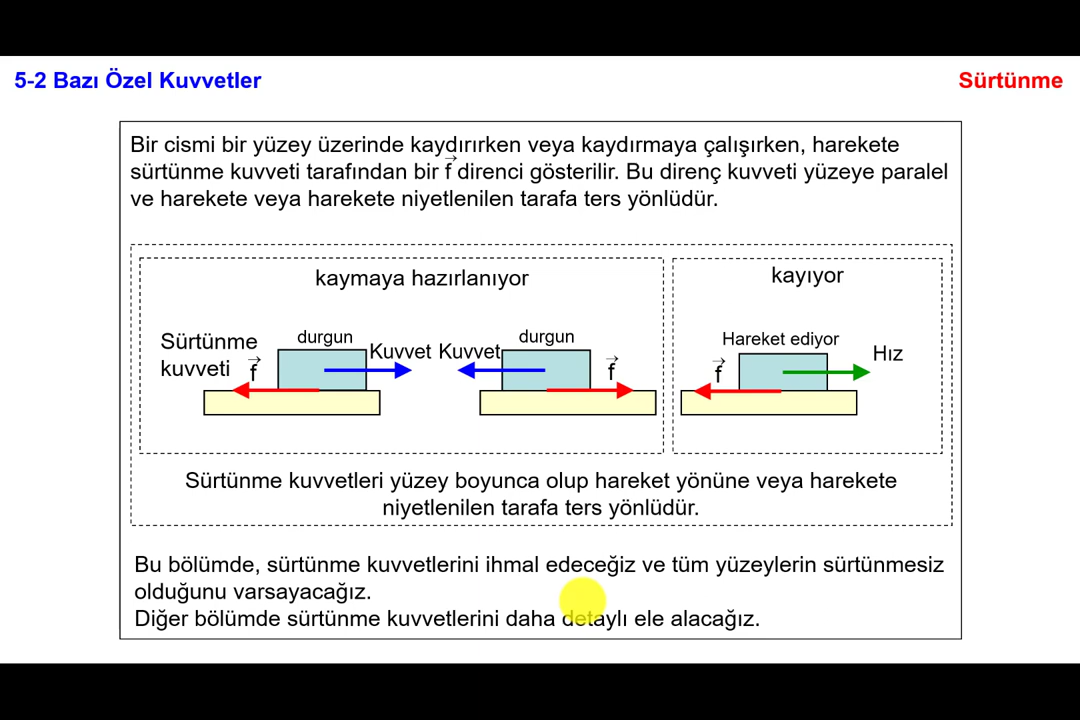 5-2 Bazı Özel Kuvvetler
Sürtünme
Bir cismi bir yüzey üzerinde kaydırırken veya kaydırmaya çalışırken, harekete
sürtünme kuvveti tarafından bir f direnci gösterilir. Bu direnç kuvveti yüzeye paralel
ve harekete veya harekete niyetlenilen tarafa ters yönlüdür.
kaymaya hazırlanıyor
kayıyor
Sürtünme
kuvveti
f
durgun
Kuvvet
Kuvvet
durgun
f
Hareket ediyor
f
Hız
Sürtünme kuvvetleri yüzey boyunca olup hareket yönüne veya harekete
niyetlenilen tarafa ters yönlüdür.
Bu bölümde, sürtünme kuvvetlerini ihmal edeceğiz ve tüm yüzeylerin sürtünmesiz
olduğunu varsayacağız.
Diğer bölümde sürtünme kuvvetlerini daha detaylı ele alacağız.